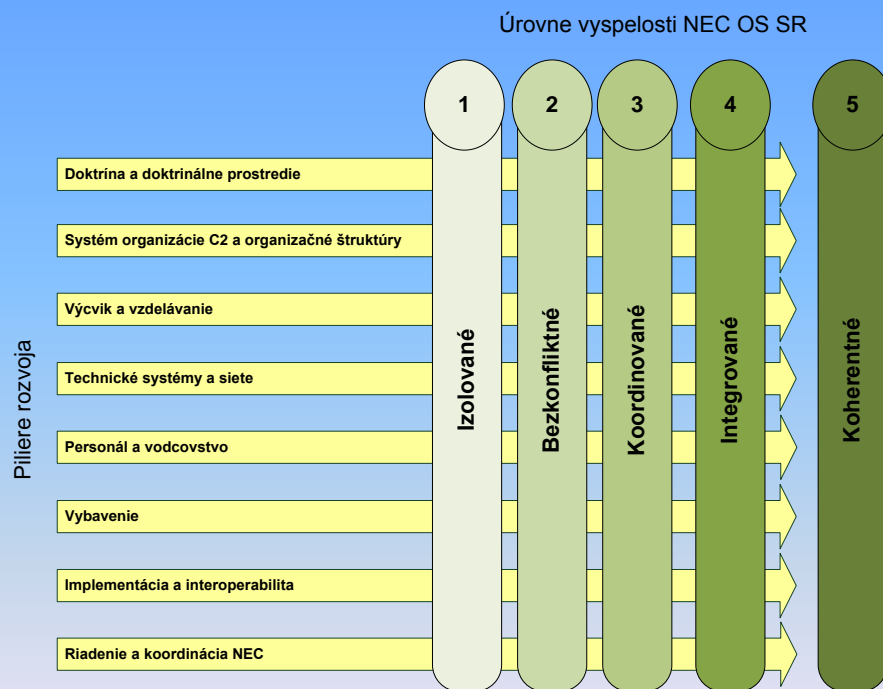 Úrovne vyspelosti NEC OS SR
1
2
3
4
5
Piliere rozvoja
Doktrína a doktrinálne prostredie
Systém organizácie C2 a organizačné štruktúry
Výcvik a vzdelávanie
Technické systémy a siete
Personál a vodcovstvo
Vybavenie
Implementácia a interoperabilita
Riadenie a koordinácia NEC
Izolované
Bezkonfliktné
Koordinované
Integrované
Koherentné